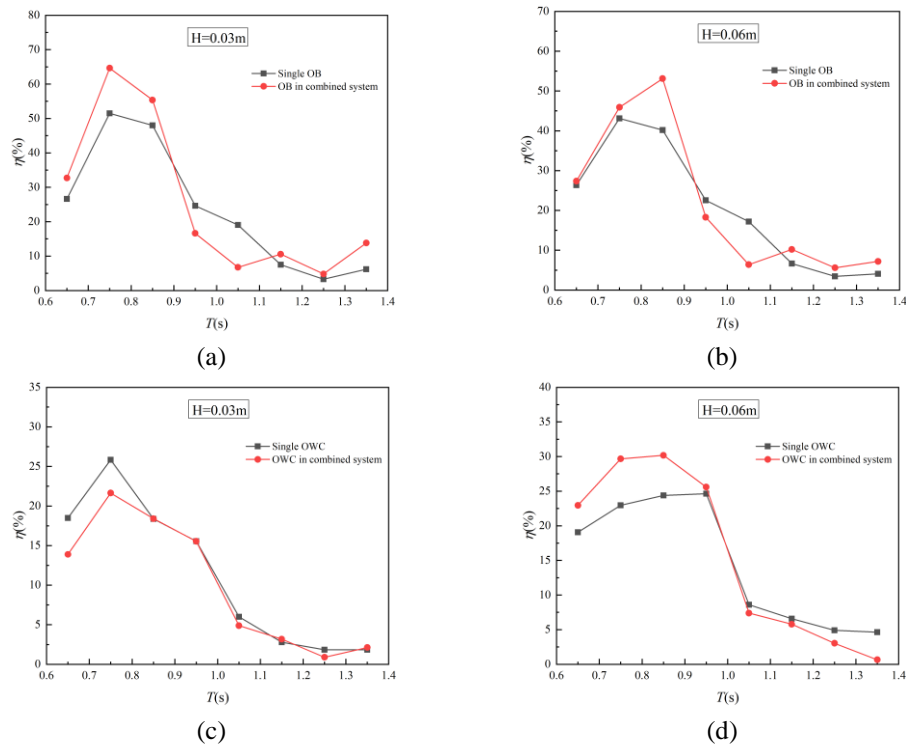 (a)
H=0.03m
Single OB
OB in combined system
80
70
60
50
40
30
20
10
0
η(%)
0.6 0.7 0.8 0.9 1.0 1.1 1.2 1.3 1.4
T(s)
H=0.06m
Single OB
OB in combined system
70
60
50
40
30
20
10
0
η(%)
0.6 0.7 0.8 0.9 1.0 1.1 1.2 1.3 1.4
T(s)
(b)
H=0.03m
Single OWC
OWC in combined system
35
30
25
20
15
10
5
0
η(%)
0.6 0.7 0.8 0.9 1.0 1.1 1.2 1.3 1.4
T(s)
(c)
H=0.06m
Single OWC
OWC in combined system
40
35
30
25
20
15
10
5
0
η(%)
0.6 0.7 0.8 0.9 1.0 1.1 1.2 1.3 1.4
T(s)
(d)